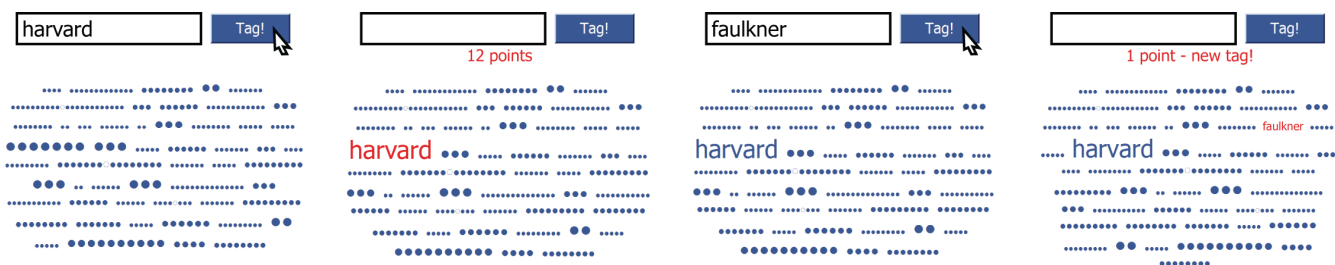 harvard Tag!
Tag!
12 points
harvard
faulkner Tag!
harvard
Tag!
1 point - new tag!
faulkner
harvard